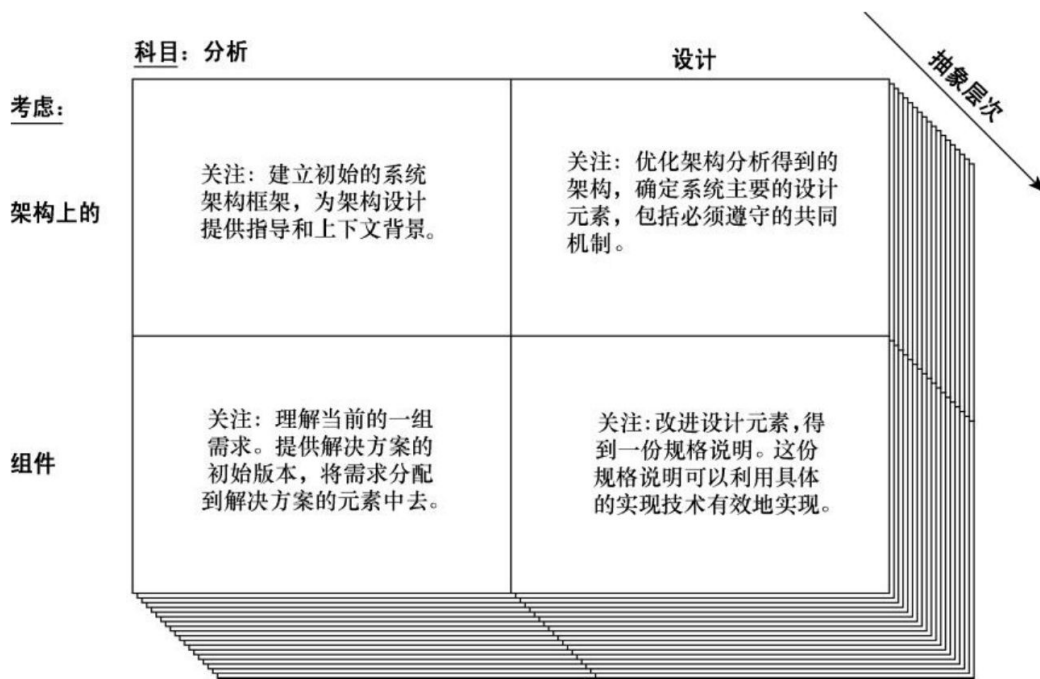 科目：分析
设计
抽象层次
考虑：
架构上的
关注：建立初始的系统
架构框架，为架构设计
提供指导和上下文背景。
关注：优化架构分析得到的
架构，确定系统主要的设计
元素，包括必须遵守的共同
机制。
组件
关注：理解当前的一组
需求。提供解决方案的
初始版本，将需求分配
到解决方案的元素中去。
关注：改进设计元素，得
到一份规格说明。这份
规格说明可以利用具体
的实现技术有效地实现。